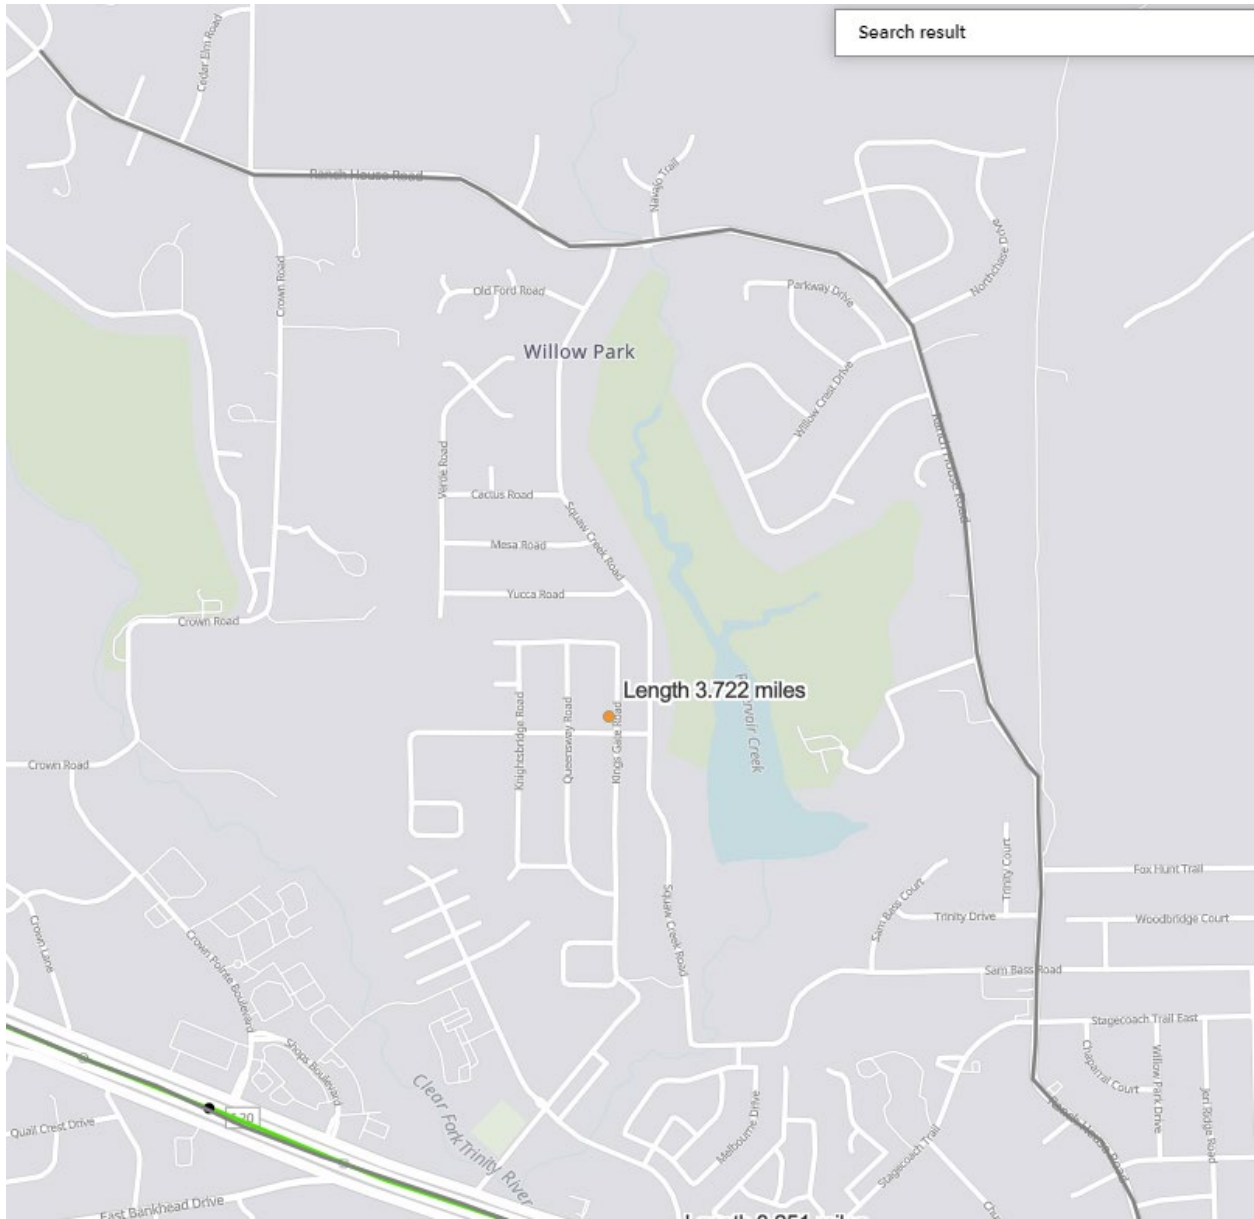 Search result
Cedar Elm Road
Ranch House Road
Navajo Trail
Northchase Drive
Crown Road
Old Ford Road
Parkway Drive
Willow Park
Willow Crest Drive
Ranch House Road
Verde Road
Cactus Road
Squaw Creek Road
Mesa Road
Yucca Road
Crown Road
Length 3.722 miles
Knightsbridge Road
Queensway Road
Kings Gate Road
Reservoir Creek
Crown Road
Trinity Court
Fox Hunt Trail
Sam Bass Court
Trinity Drive
Woodbridge Court
Crown Lane
Squaw Creek Road
Crown Pointe Boulevard
Sam Bass Road
Stagecoach Trail East
Shops Boulevard
Chaparral Court
Willow Park Drive
Jeri Ridge Road
Clear Fork Trinity River
I 20
Quail Crest Drive
Melbourne Drive
Stagecoach Trail
Ranch House Road
East Bankhead Drive
Chu